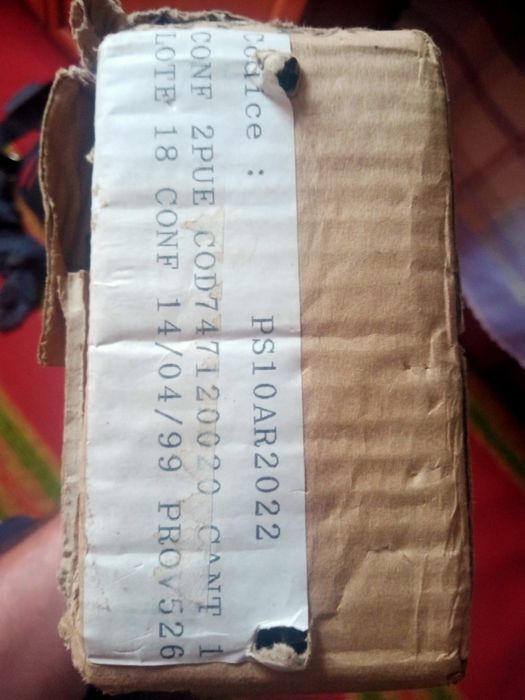 Codice : PS10AR2022
CONF 2PUE COD747120020 CANT 1
LOTE 18 CONF 14/04/99 PROV526